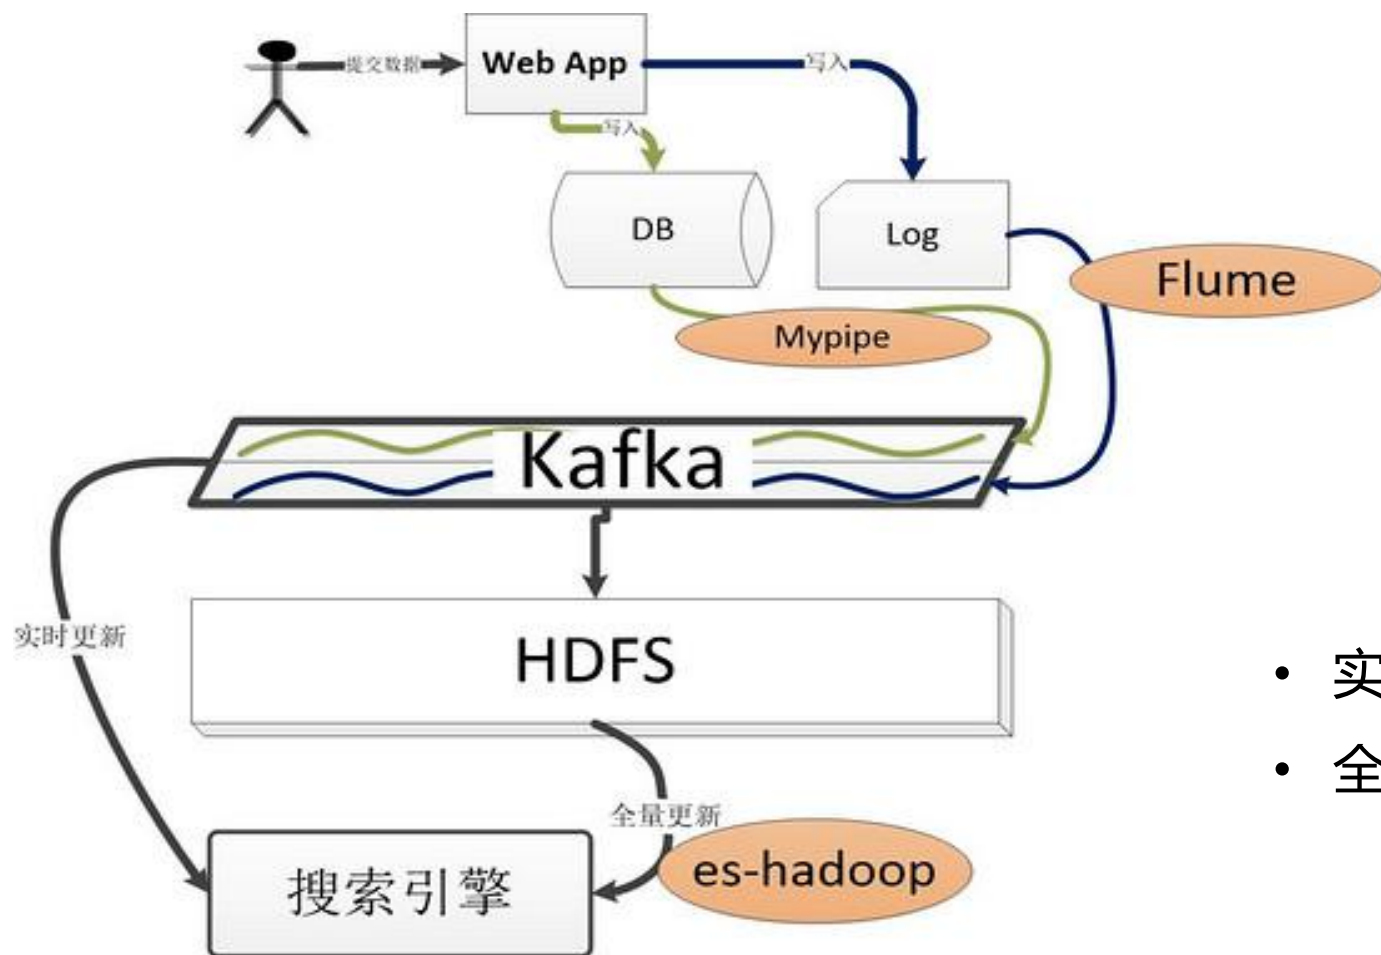 提交数据
Web App
写入
写入
DB
Log
Flume
Mypipe
Kafka
实时更新
HDFS
• 实
• 全
全量更新
es-hadoop
搜索引擎